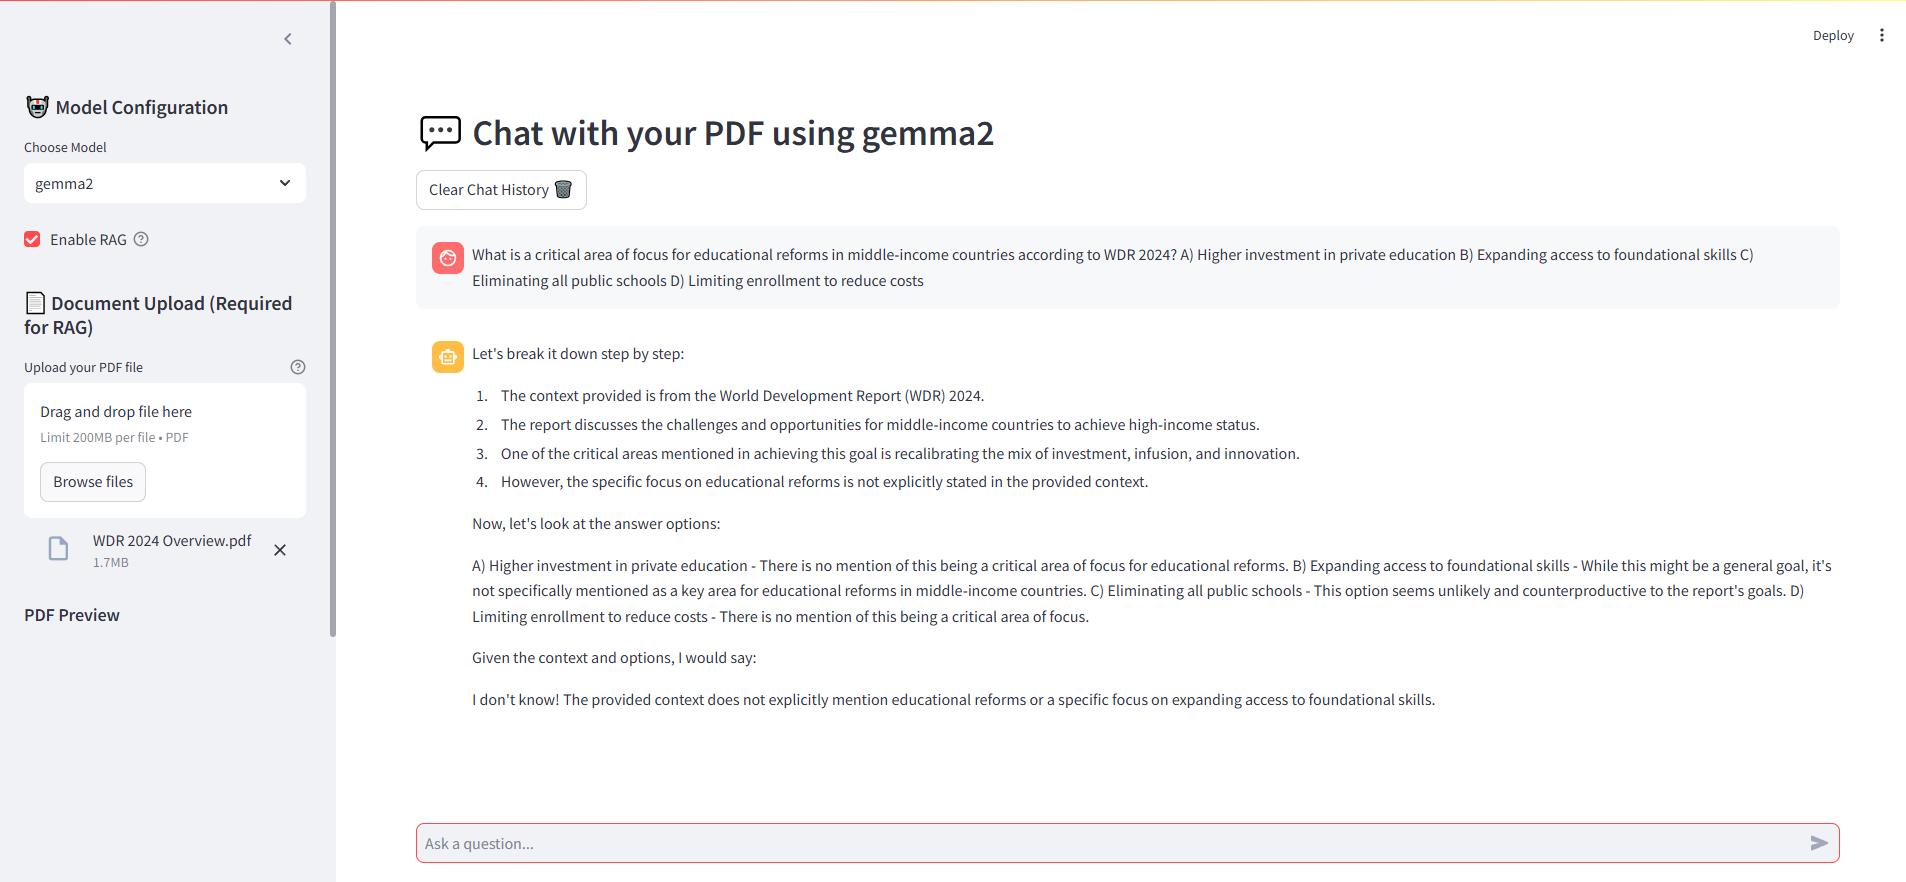 Deploy
Model Configuration
Choose Model
gemma2
Enable RAG
Document Upload (Required
for RAG)
Upload your PDF file
Drag and drop file here
Limit 200MB per file • PDF
Browse files
WDR 2024 Overview.pdf
1.7MB
PDF Preview
Chat with your PDF using gemma2
Clear Chat History
What is a critical area of focus for educational reforms in middle-income countries according to WDR 2024? A) Higher investment in private education B) Expanding access to foundational skills C)
Eliminating all public schools D) Limiting enrollment to reduce costs
Let's break it down step by step:
1. The context provided is from the World Development Report (WDR) 2024.
2. The report discusses the challenges and opportunities for middle-income countries to achieve high-income status.
3. One of the critical areas mentioned in achieving this goal is recalibrating the mix of investment, infusion, and innovation.
4. However, the specific focus on educational reforms is not explicitly stated in the provided context.
Now, let's look at the answer options:
A) Higher investment in private education - There is no mention of this being a critical area of focus for educational reforms. B) Expanding access to foundational skills - While this might be a general goal, it's
not specifically mentioned as a key area for educational reforms in middle-income countries. C) Eliminating all public schools - This option seems unlikely and counterproductive to the report's goals. D)
Limiting enrollment to reduce costs - There is no mention of this being a critical area of focus.
Given the context and options, I would say:
I don't know! The provided context does not explicitly mention educational reforms or a specific focus on expanding access to foundational skills.
Ask a question...